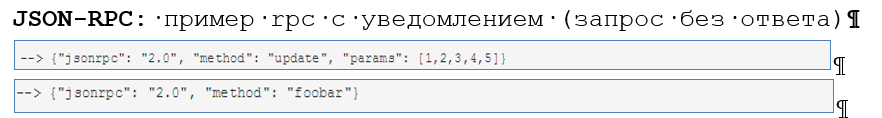 JSON-RPC: пример rpc с уведомлением (запрос без ответа)¶
--> {"jsonrpc": "2.0", "method": "update", "params": [1,2,3,4,5]}¶
--> {"jsonrpc": "2.0", "method": "foobar"}¶